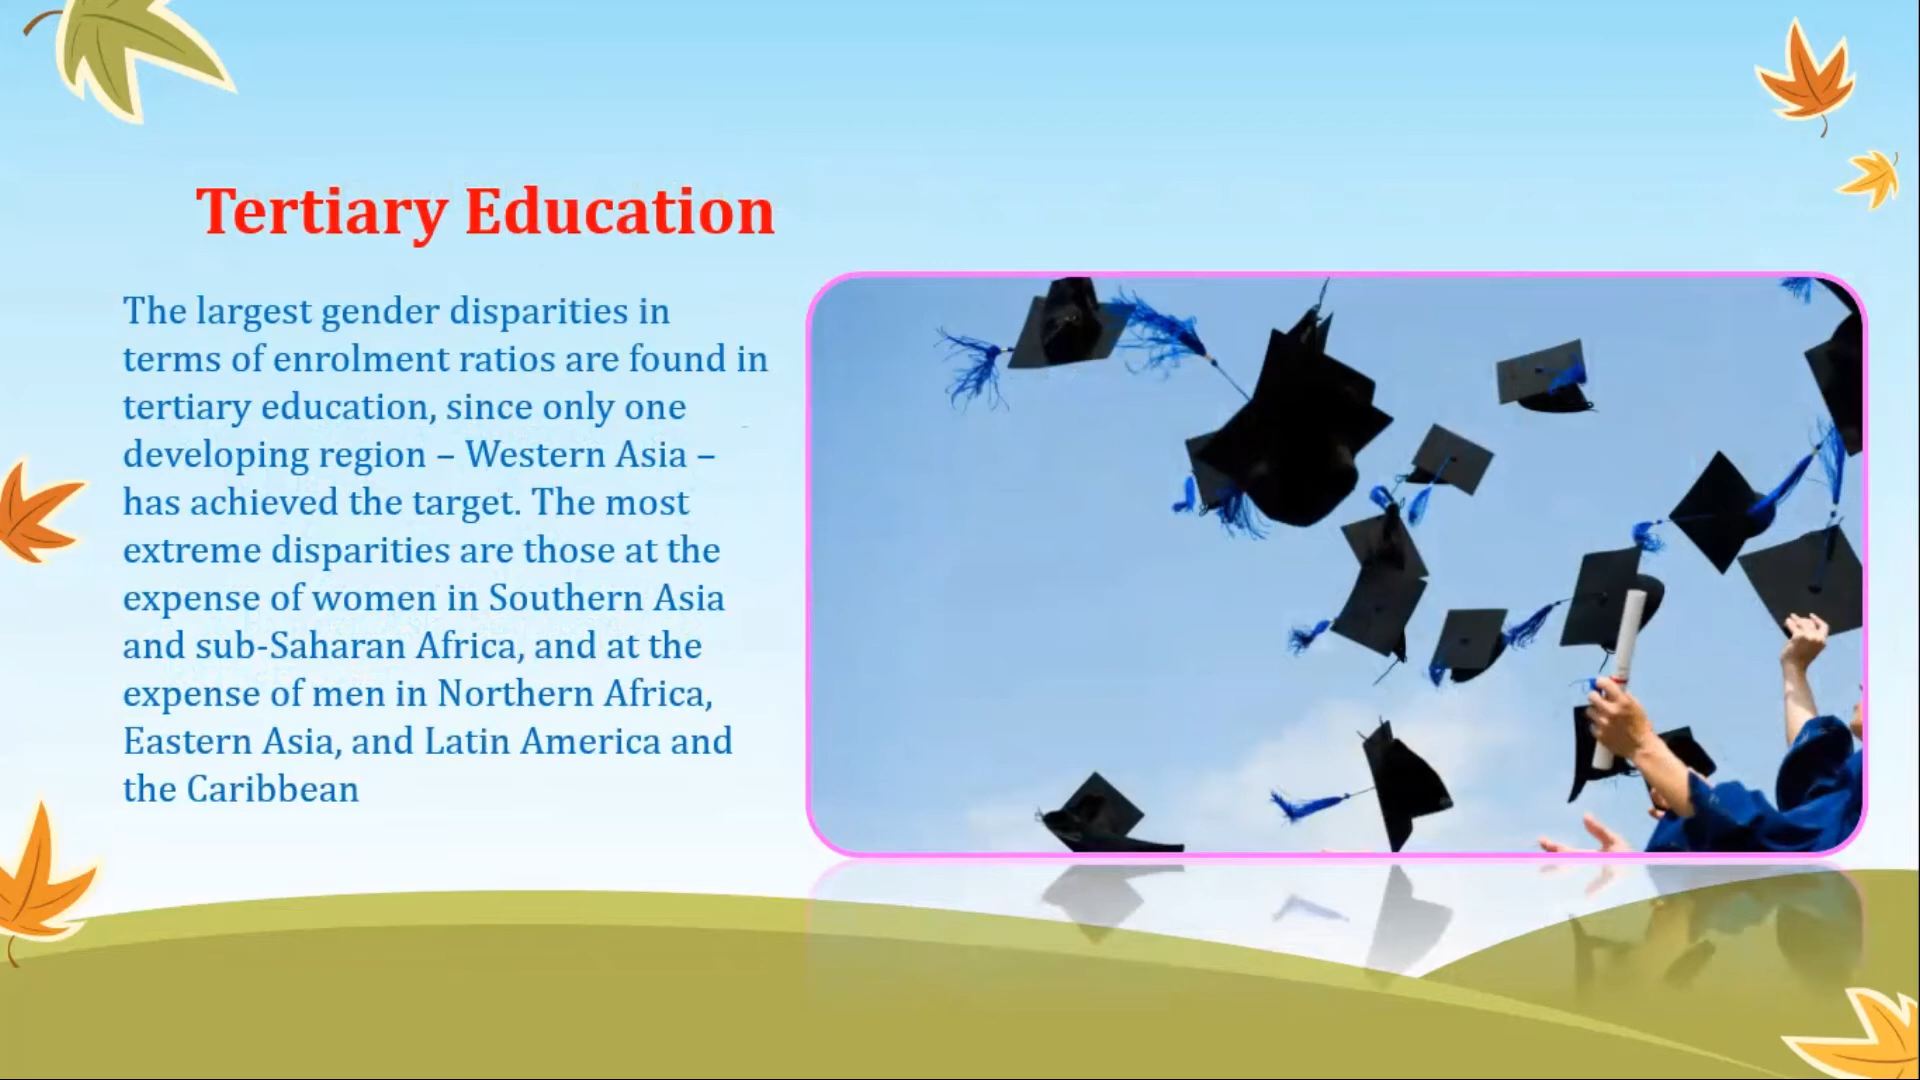 Tertiary Education
The largest gender disparities in
terms of enrolment ratios are found in
tertiary education, since only one
developing region – Western Asia –
has achieved the target. The most
extreme disparities are those at the
expense of women in Southern Asia
and sub-Saharan Africa, and at the
expense of men in Northern Africa,
Eastern Asia, and Latin America and
the Caribbean